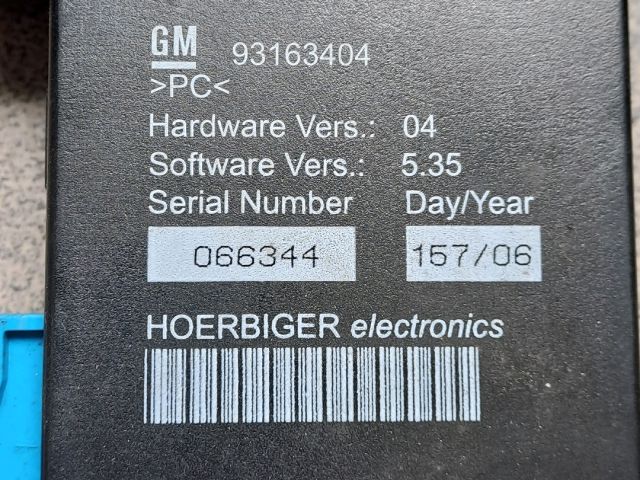 GM 93163404
>PC<
Hardware Vers.: 04
Software Vers.: 5.35
Serial Number Day/Year
066344 157/06
HOERBIGER electronics